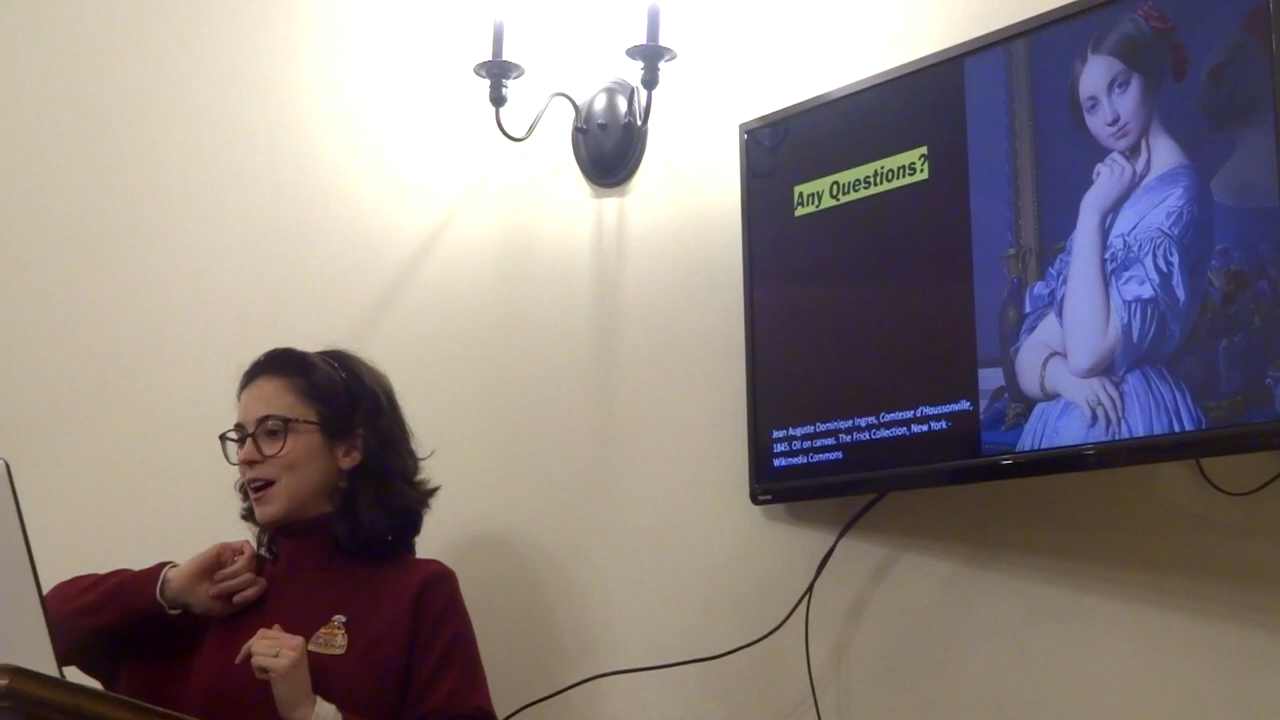 Any Questions?
Jean Auguste Dominique Ingres, Comtesse d'Haussonville,
1845. Oil on canvas. The Frick Collection, New York -
Wikimedia Commons